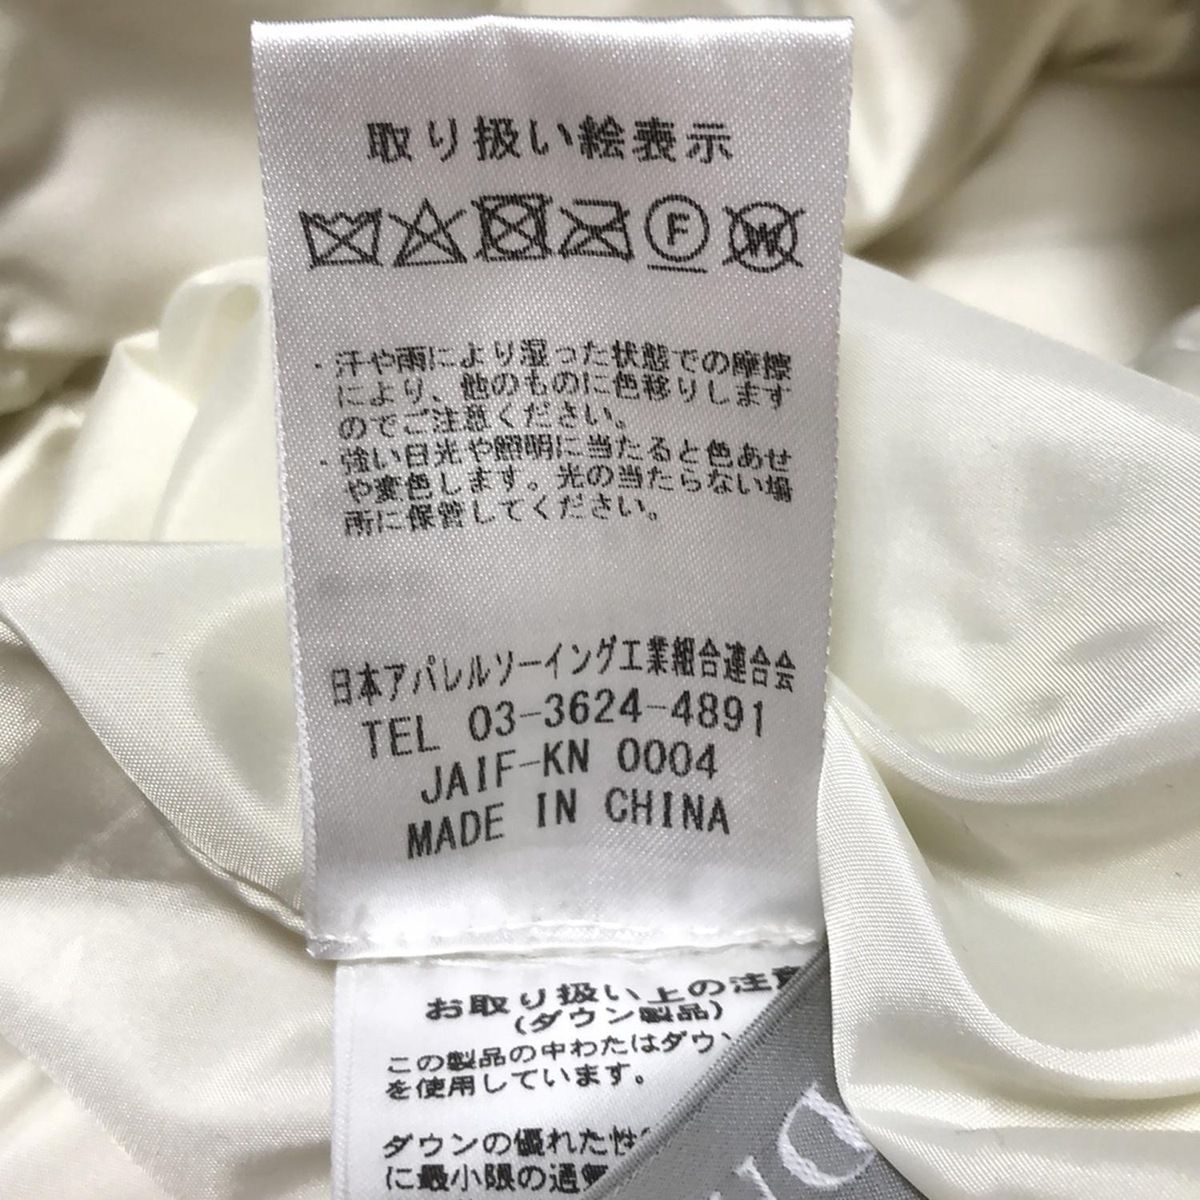 取り扱い絵表示
F W
・汗や雨により湿った状態での摩擦
により、他のものに色移りします
のでご注意ください。
・強い日光や照明に当たると色あせ
や変色します。光の当たらない場
所に保管してください。
日本アパレルソーイング工業組合連合会
TEL 03-3624-4891
JAIF-KN 0004
MADE IN CHINA
お取り扱い上の注意
(ダウン製品)
この製品の中わたはダウン
を使用しています。
ダウンの優れた性
に最小限の通気